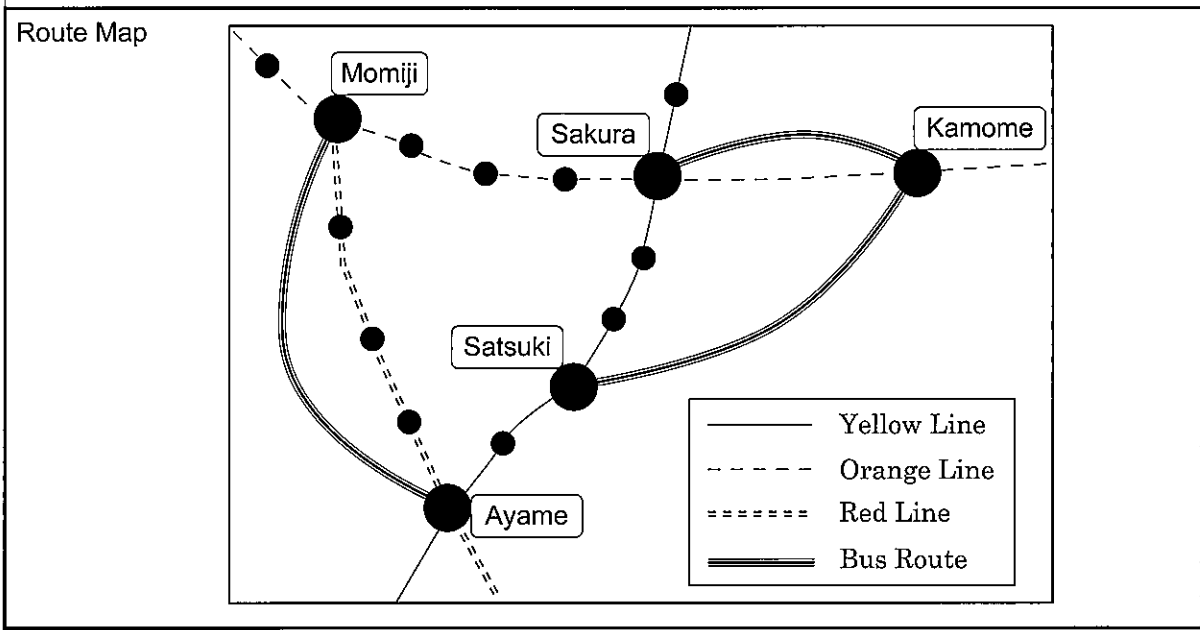 Route Map
Momiji
Sakura
Kamome
Satsuki
Ayame
Yellow Line
Orange Line
Red Line
Bus Route